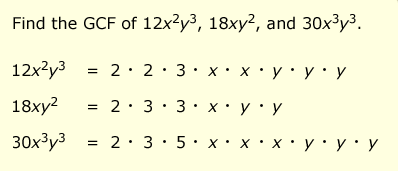 Find the GCF of 12x²y³, 18xy², and 30x³y³.
12x²y³ = 2 · 2 · 3 · x · x · y · y · y
18xy² = 2 · 3 · 3 · x · y · y
30x³y³ = 2 · 3 · 5 · x · x · x · y · y · y